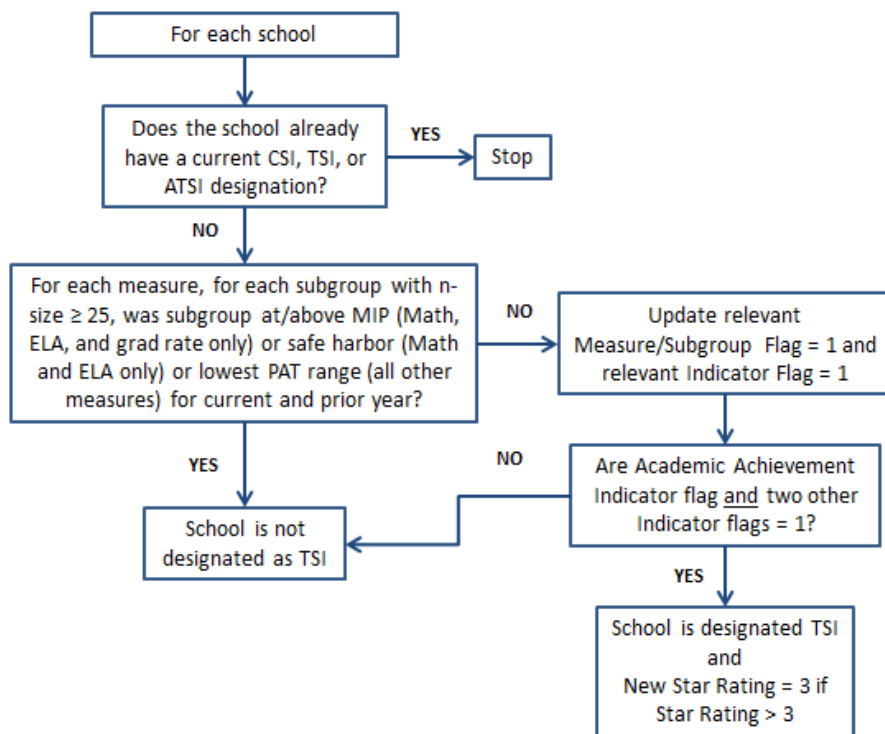 For each school
Does the school already
have a current CSI, TSI, or
ATSI designation?
YES
Stop
NO
For each measure, for each subgroup with n-
size ≥ 25, was subgroup at/above MIP (Math,
ELA, and grad rate only) or safe harbor (Math
and ELA only) or lowest PAT range (all other
measures) for current and prior year?
NO
Update relevant
Measure/Subgroup Flag = 1 and
relevant Indicator Flag = 1
YES
NO
Are Academic Achievement
Indicator flag and two other
Indicator flags = 1?
School is not
designated as TSI
YES
School is designated TSI
and
New Star Rating = 3 if
Star Rating > 3